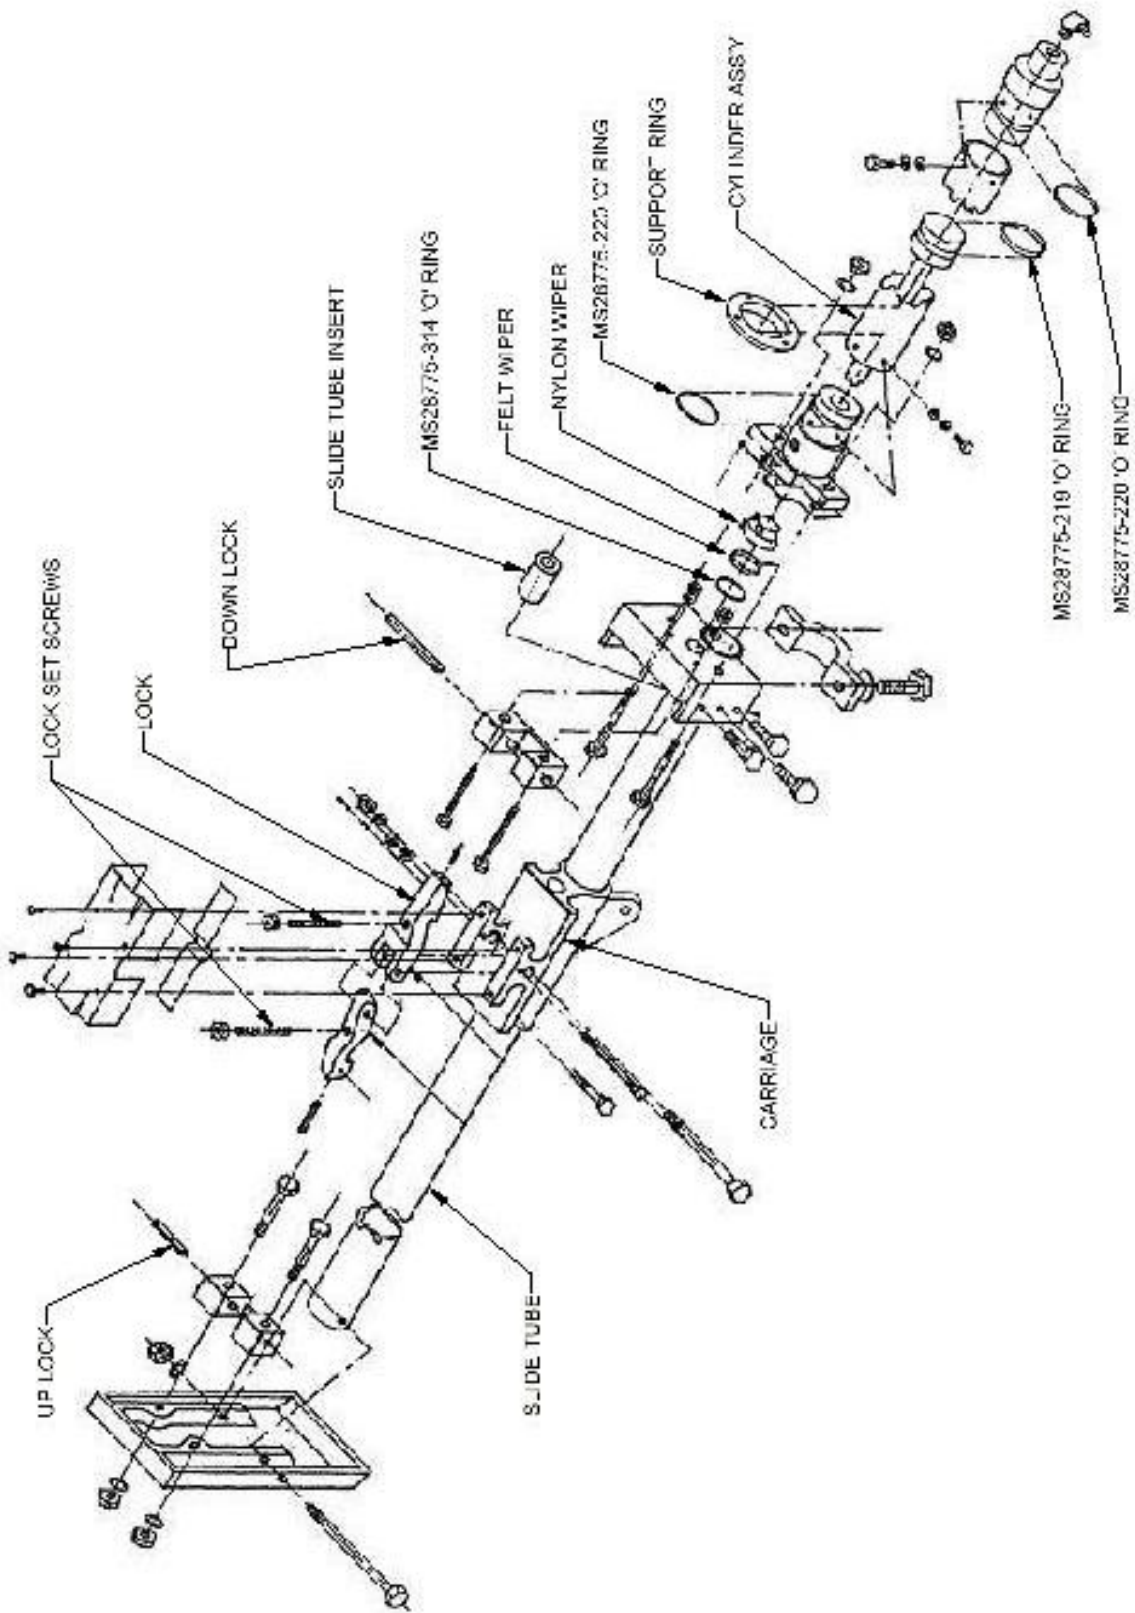 UP LOCK
LOCK SET SCREWS
LOCK
DOWN LOCK
SLIDE TUBE INSERT
MS28775-314 'O' RING
FELT WIPER
NYLON WIPER
MS28775-220 'O' RING
SUPPORT RING
CYLINDER ASSY
SLIDE TUBE
CARRIAGE
MS28775-219 'O' RING
MS28775-220 'O' RING